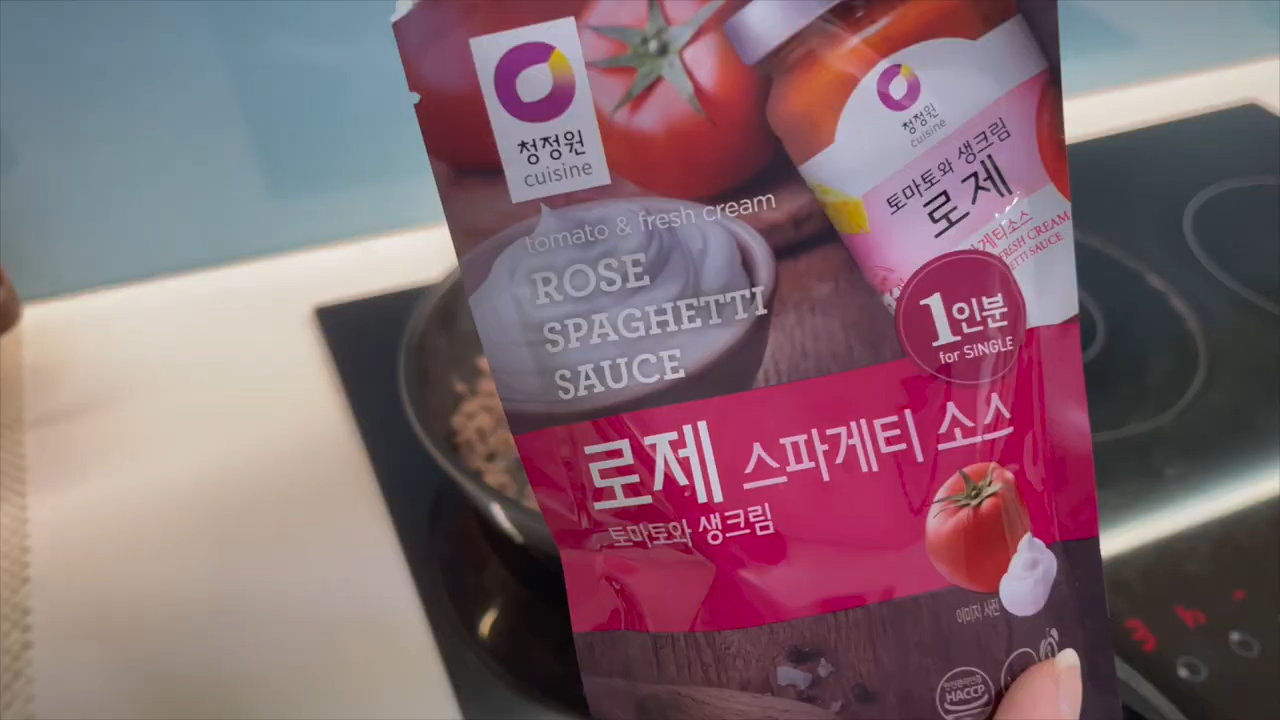 청정원
cuisine
청정원
cuisine
토마토와 생크림
로제
FRESH CREAM
SAUCE
tomato & fresh cream
ROSE
SPAGHETTI
SAUCE
1인분
for SINGLE
로제 스파게티 소스
토마토와 생크림
이미지 사진
HACCP